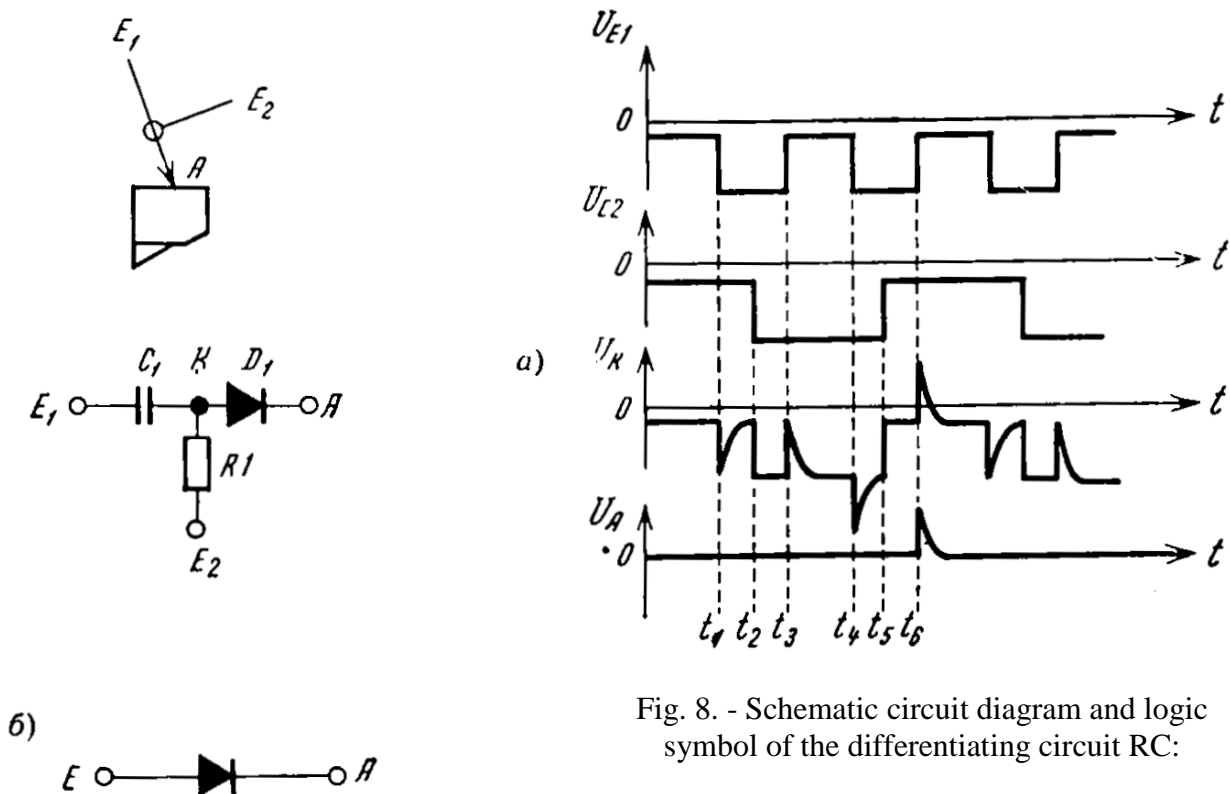 E₁
E₂
A
C₁ K D₁
E₁ A
R1
E₂
а)
U_E1
0 t
U_E2
0 t
U_K
0 t
U_A
0 t
t₁ t₂ t₃ t₄ t₅ t₆
Fig. 8. - Schematic circuit diagram and logic
symbol of the differentiating circuit RC:
б)
E A